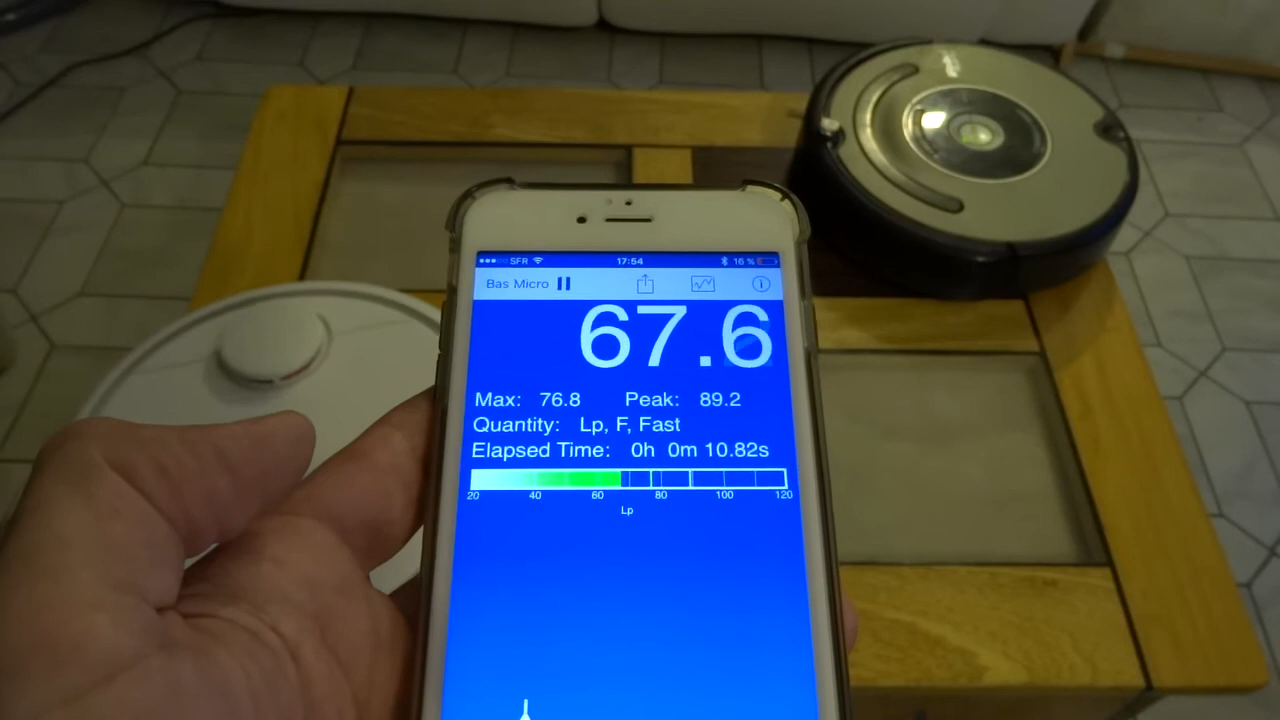 SFR 17:54 16 %
Bas Micro
67.6
Max: 76.8 Peak: 89.2
Quantity: Lp, F, Fast
Elapsed Time: 0h 0m 10.82s
20 40 60 80 100 120
Lp